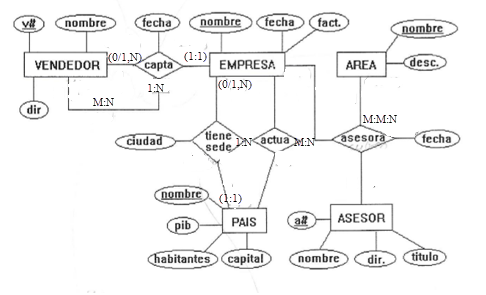 v#
nombre
fecha
nombre
fecha
fact.
nombre
VENDEDOR
(0/1,N)
capta
(1:1)
EMPRESA
AREA
desc.
1:N
(0/1,N)
dir
M:N
M:M:N
ciudad
tiene
sede
1:N
actua
M:N
asesora
fecha
nombre
(1:1)
pib
PAIS
a#
ASESOR
habitantes
capital
nombre
dir.
titulo